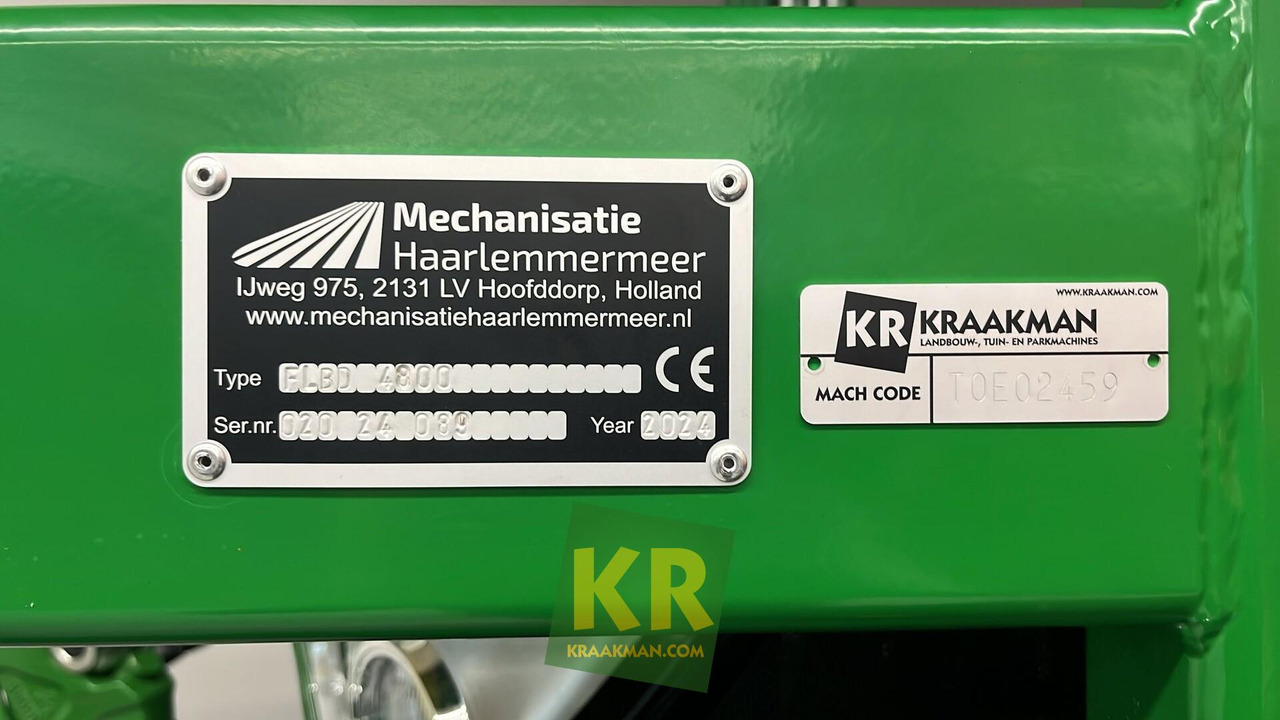 Mechanisatie
Haarlemmermeer
IJweg 975, 2131 LV Hoofddorp, Holland
www.mechanisatiehaarlemmermeer.nl
Type FLBD 4800 CE
Ser.nr. 020 24 089 Year 2024
WWW.KRAAKMAN.COM
KR KRAAKMAN
LANDBOUW-, TUIN- EN PARKMACHINES
MACH CODE TOE02459
KR
KRAAKMAN.COM